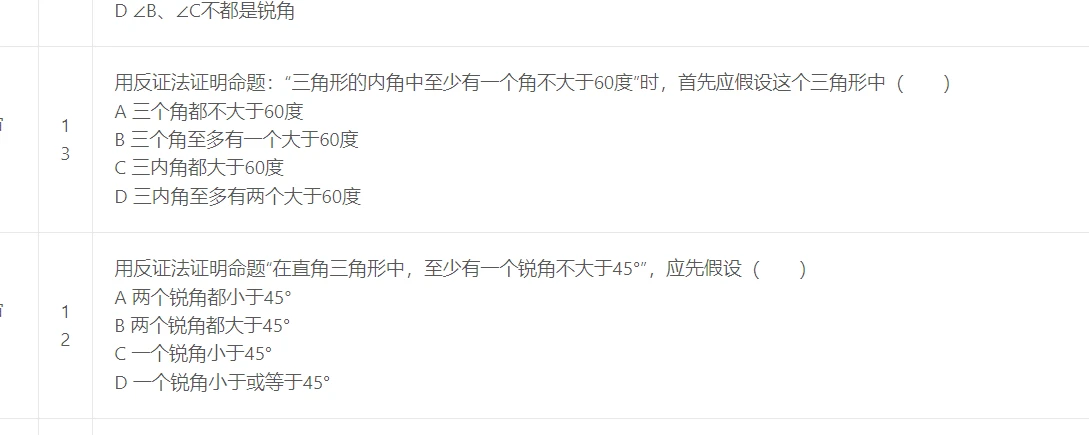 D ∠B、∠C不都是锐角
用反证法证明命题：“三角形的内角中至少有一个角不大于60度”时，首先应假设这个三角形中（　　）
A 三个角都不大于60度
B 三个角至多有一个大于60度
C 三内角都大于60度
D 三内角至多有两个大于60度
1
3
用反证法证明命题“在直角三角形中，至少有一个锐角不大于45°”，应先假设（　　）
A 两个锐角都小于45°
B 两个锐角都大于45°
C 一个锐角小于45°
D 一个锐角小于或等于45°
1
2